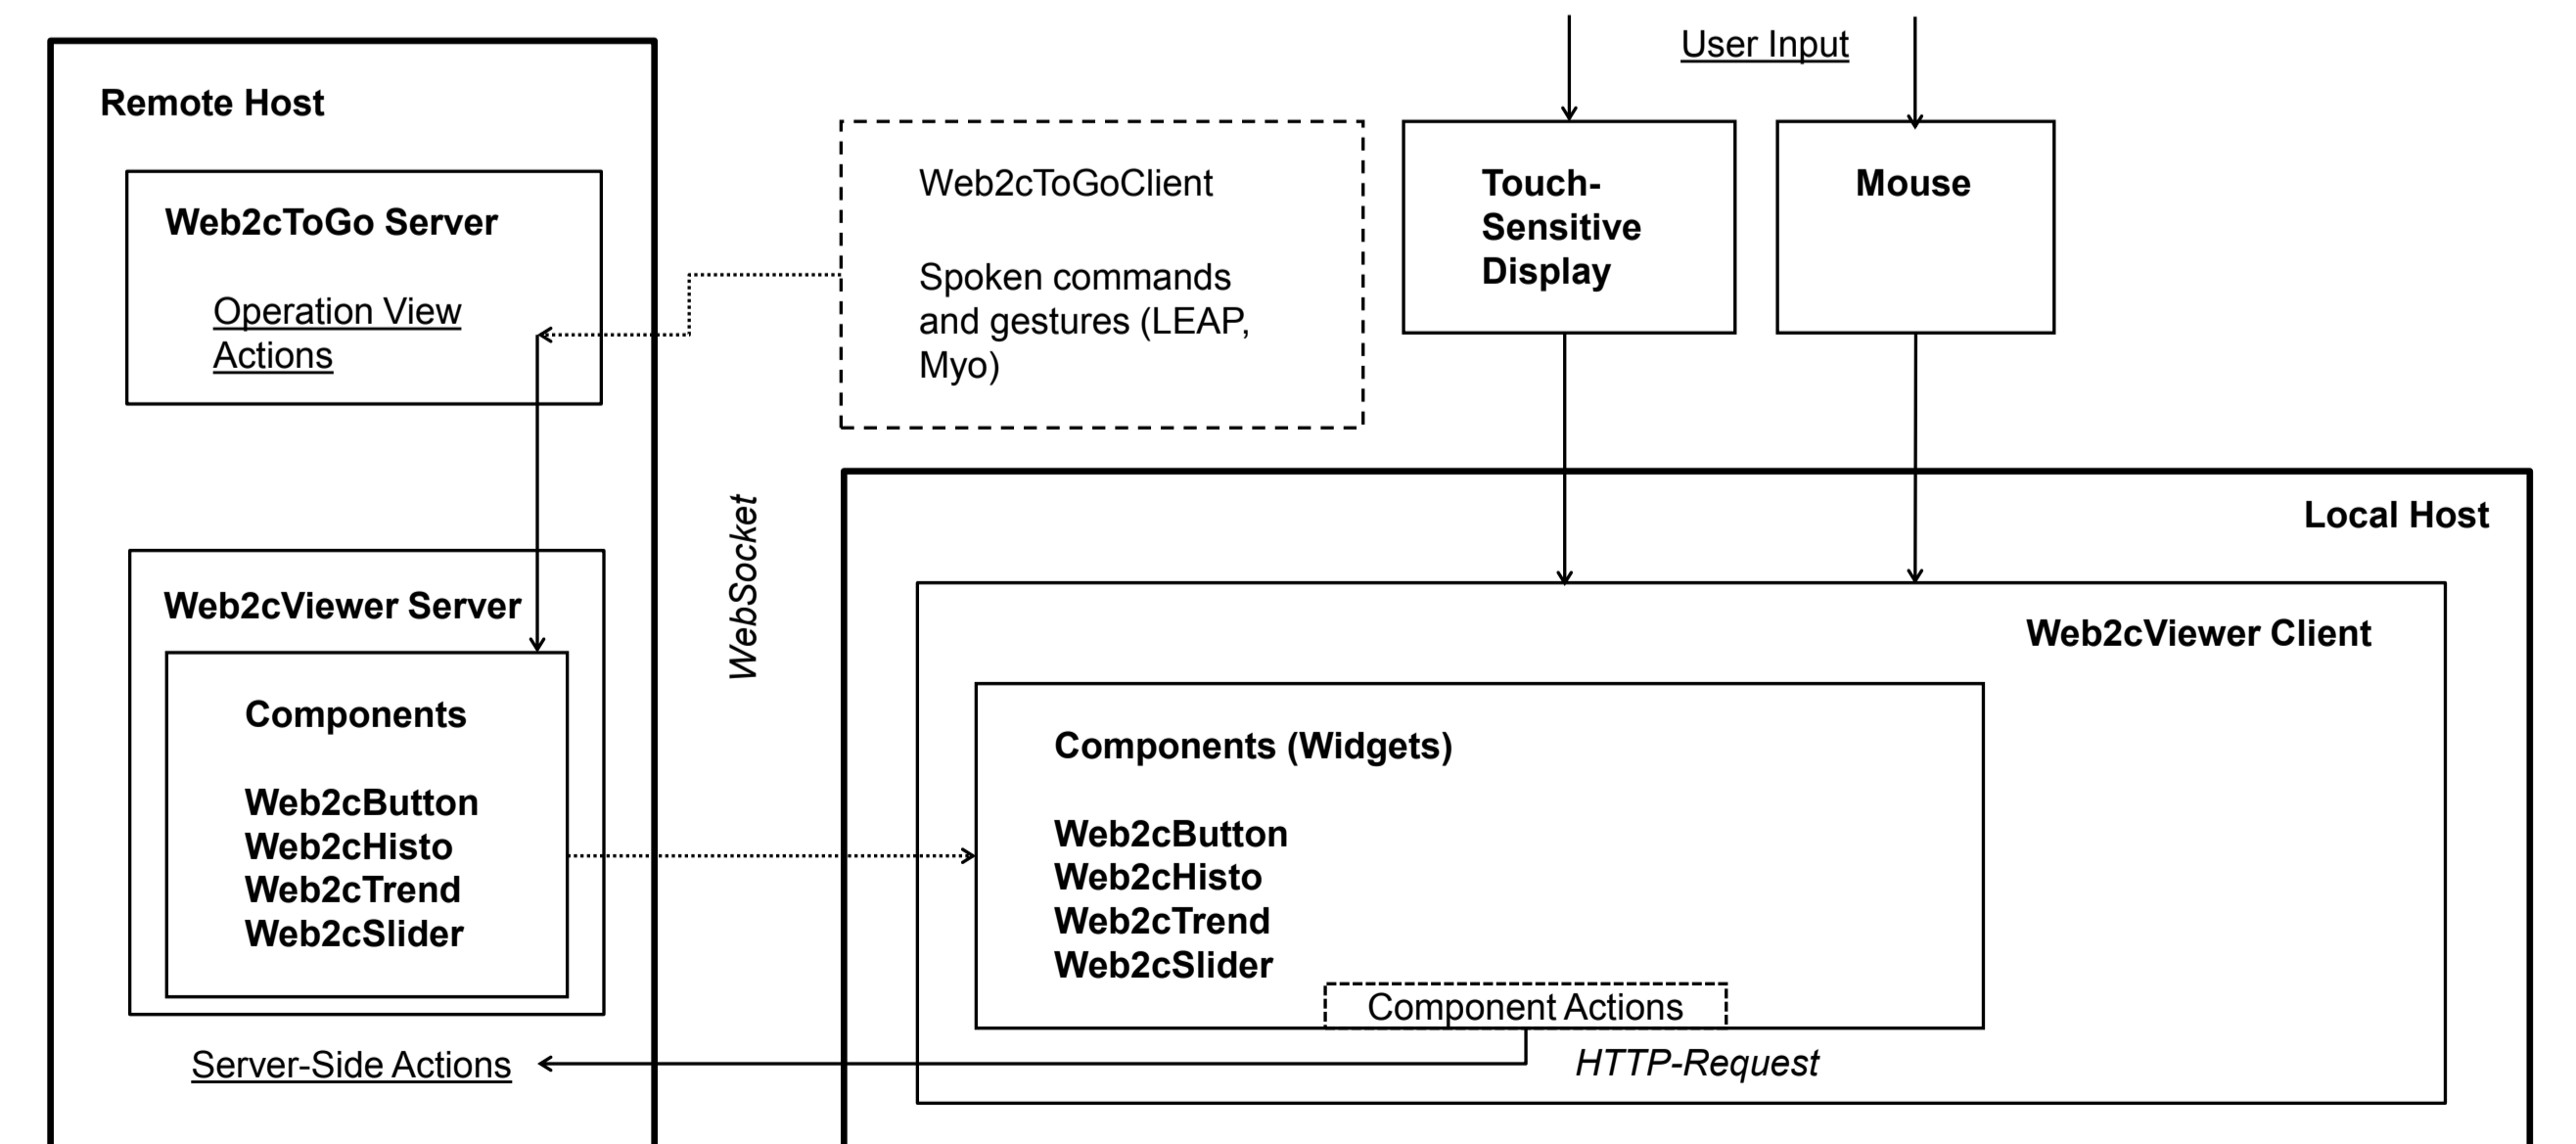 User Input
Remote Host
Web2cToGo Server
Operation View
Actions
Web2cToGoClient
Spoken commands
and gestures (LEAP,
Myo)
Touch-
Sensitive
Display
Mouse
WebSocket
Local Host
Web2cViewer Server
Components
Web2cButton
Web2cHisto
Web2cTrend
Web2cSlider
Server-Side Actions
Web2cViewer Client
Components (Widgets)
Web2cButton
Web2cHisto
Web2cTrend
Web2cSlider
Component Actions
HTTP-Request